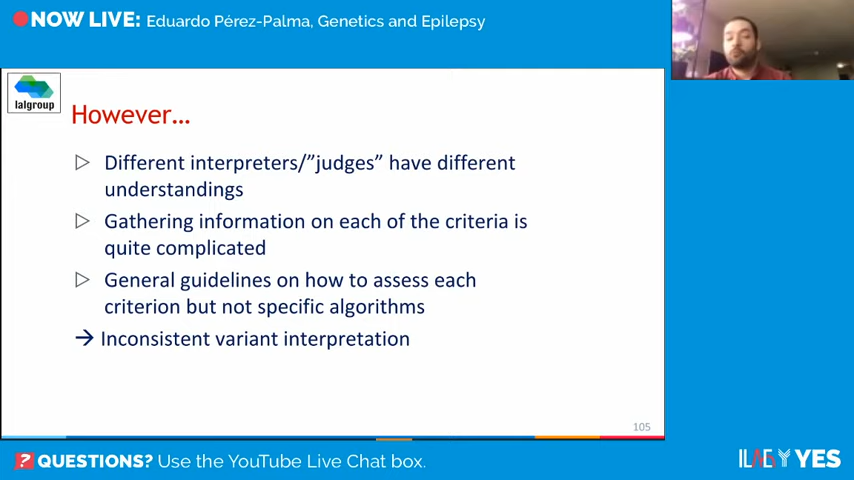 NOW LIVE: Eduardo Pérez-Palma, Genetics and Epilepsy
lalgroup
However...
Different interpreters/”judges” have different
understandings
Gathering information on each of the criteria is
quite complicated
General guidelines on how to assess each
criterion but not specific algorithms
→ Inconsistent variant interpretation
105
? QUESTIONS? Use the YouTube Live Chat box.
ILAE YES